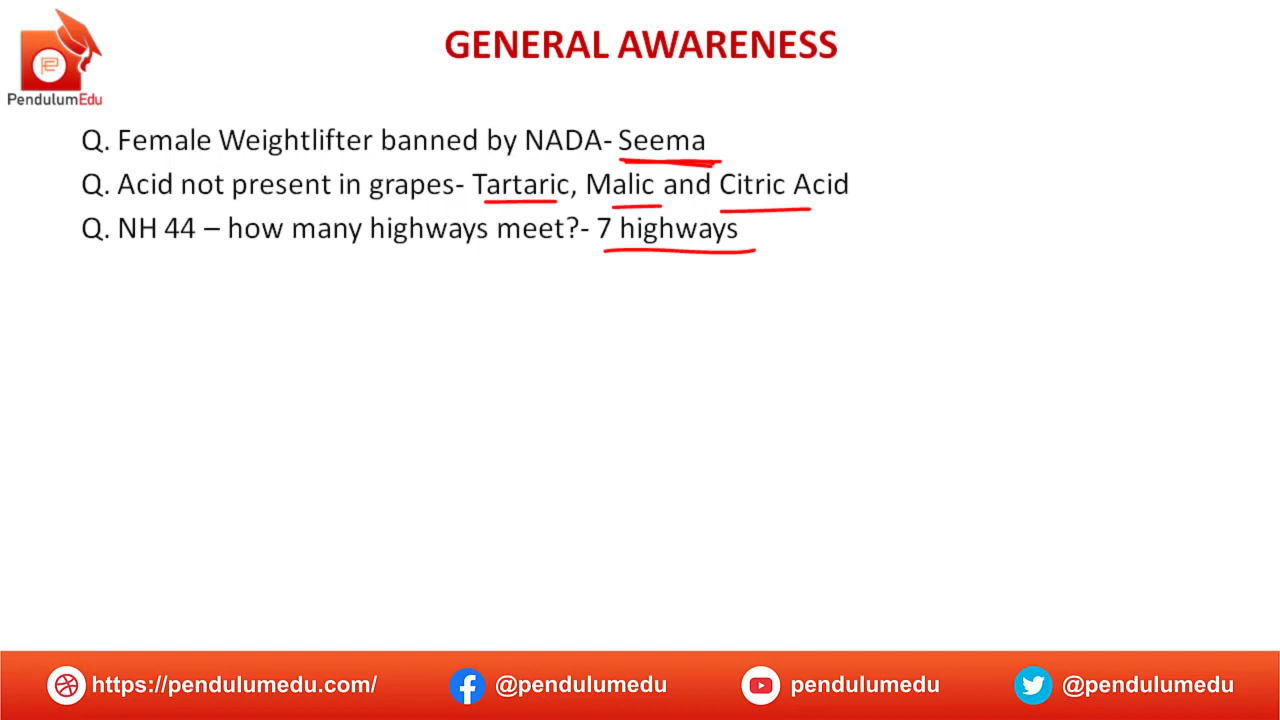 GENERAL AWARENESS
PendulumEdu
Q. Female Weightlifter banned by NADA- Seema
Q. Acid not present in grapes- Tartaric, Malic and Citric Acid
Q. NH 44 – how many highways meet?- 7 highways
https://pendulumedu.com/ @pendulumedu pendulumedu @pendulumedu